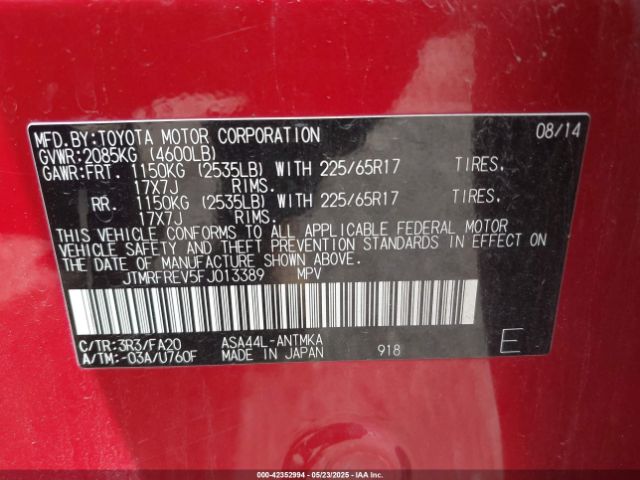 MFD.BY:TOYOTA MOTOR CORPORATION 08/14
GVWR:2085KG (4600LB)
GAWR:FRT. 1150KG (2535LB) WITH 225/65R17 TIRES.
17X7J RIMS.
RR. 1150KG (2535LB) WITH 225/65R17 TIRES.
17X7J RIMS.
THIS VEHICLE CONFORMS TO ALL APPLICABLE FEDERAL MOTOR
VEHICLE SAFETY AND THEFT PREVENTION STANDARDS IN EFFECT ON
THE DATE OF MANUFACTURE SHOWN ABOVE.
JTMRFREV5FJ013389 MPV
C/TR:3R3/FA20 ASA44L-ANTMKA
A/TM:-03A/U760F MADE IN JAPAN 918 E
000-42352994 - 05/23/2025 - IAAI.com